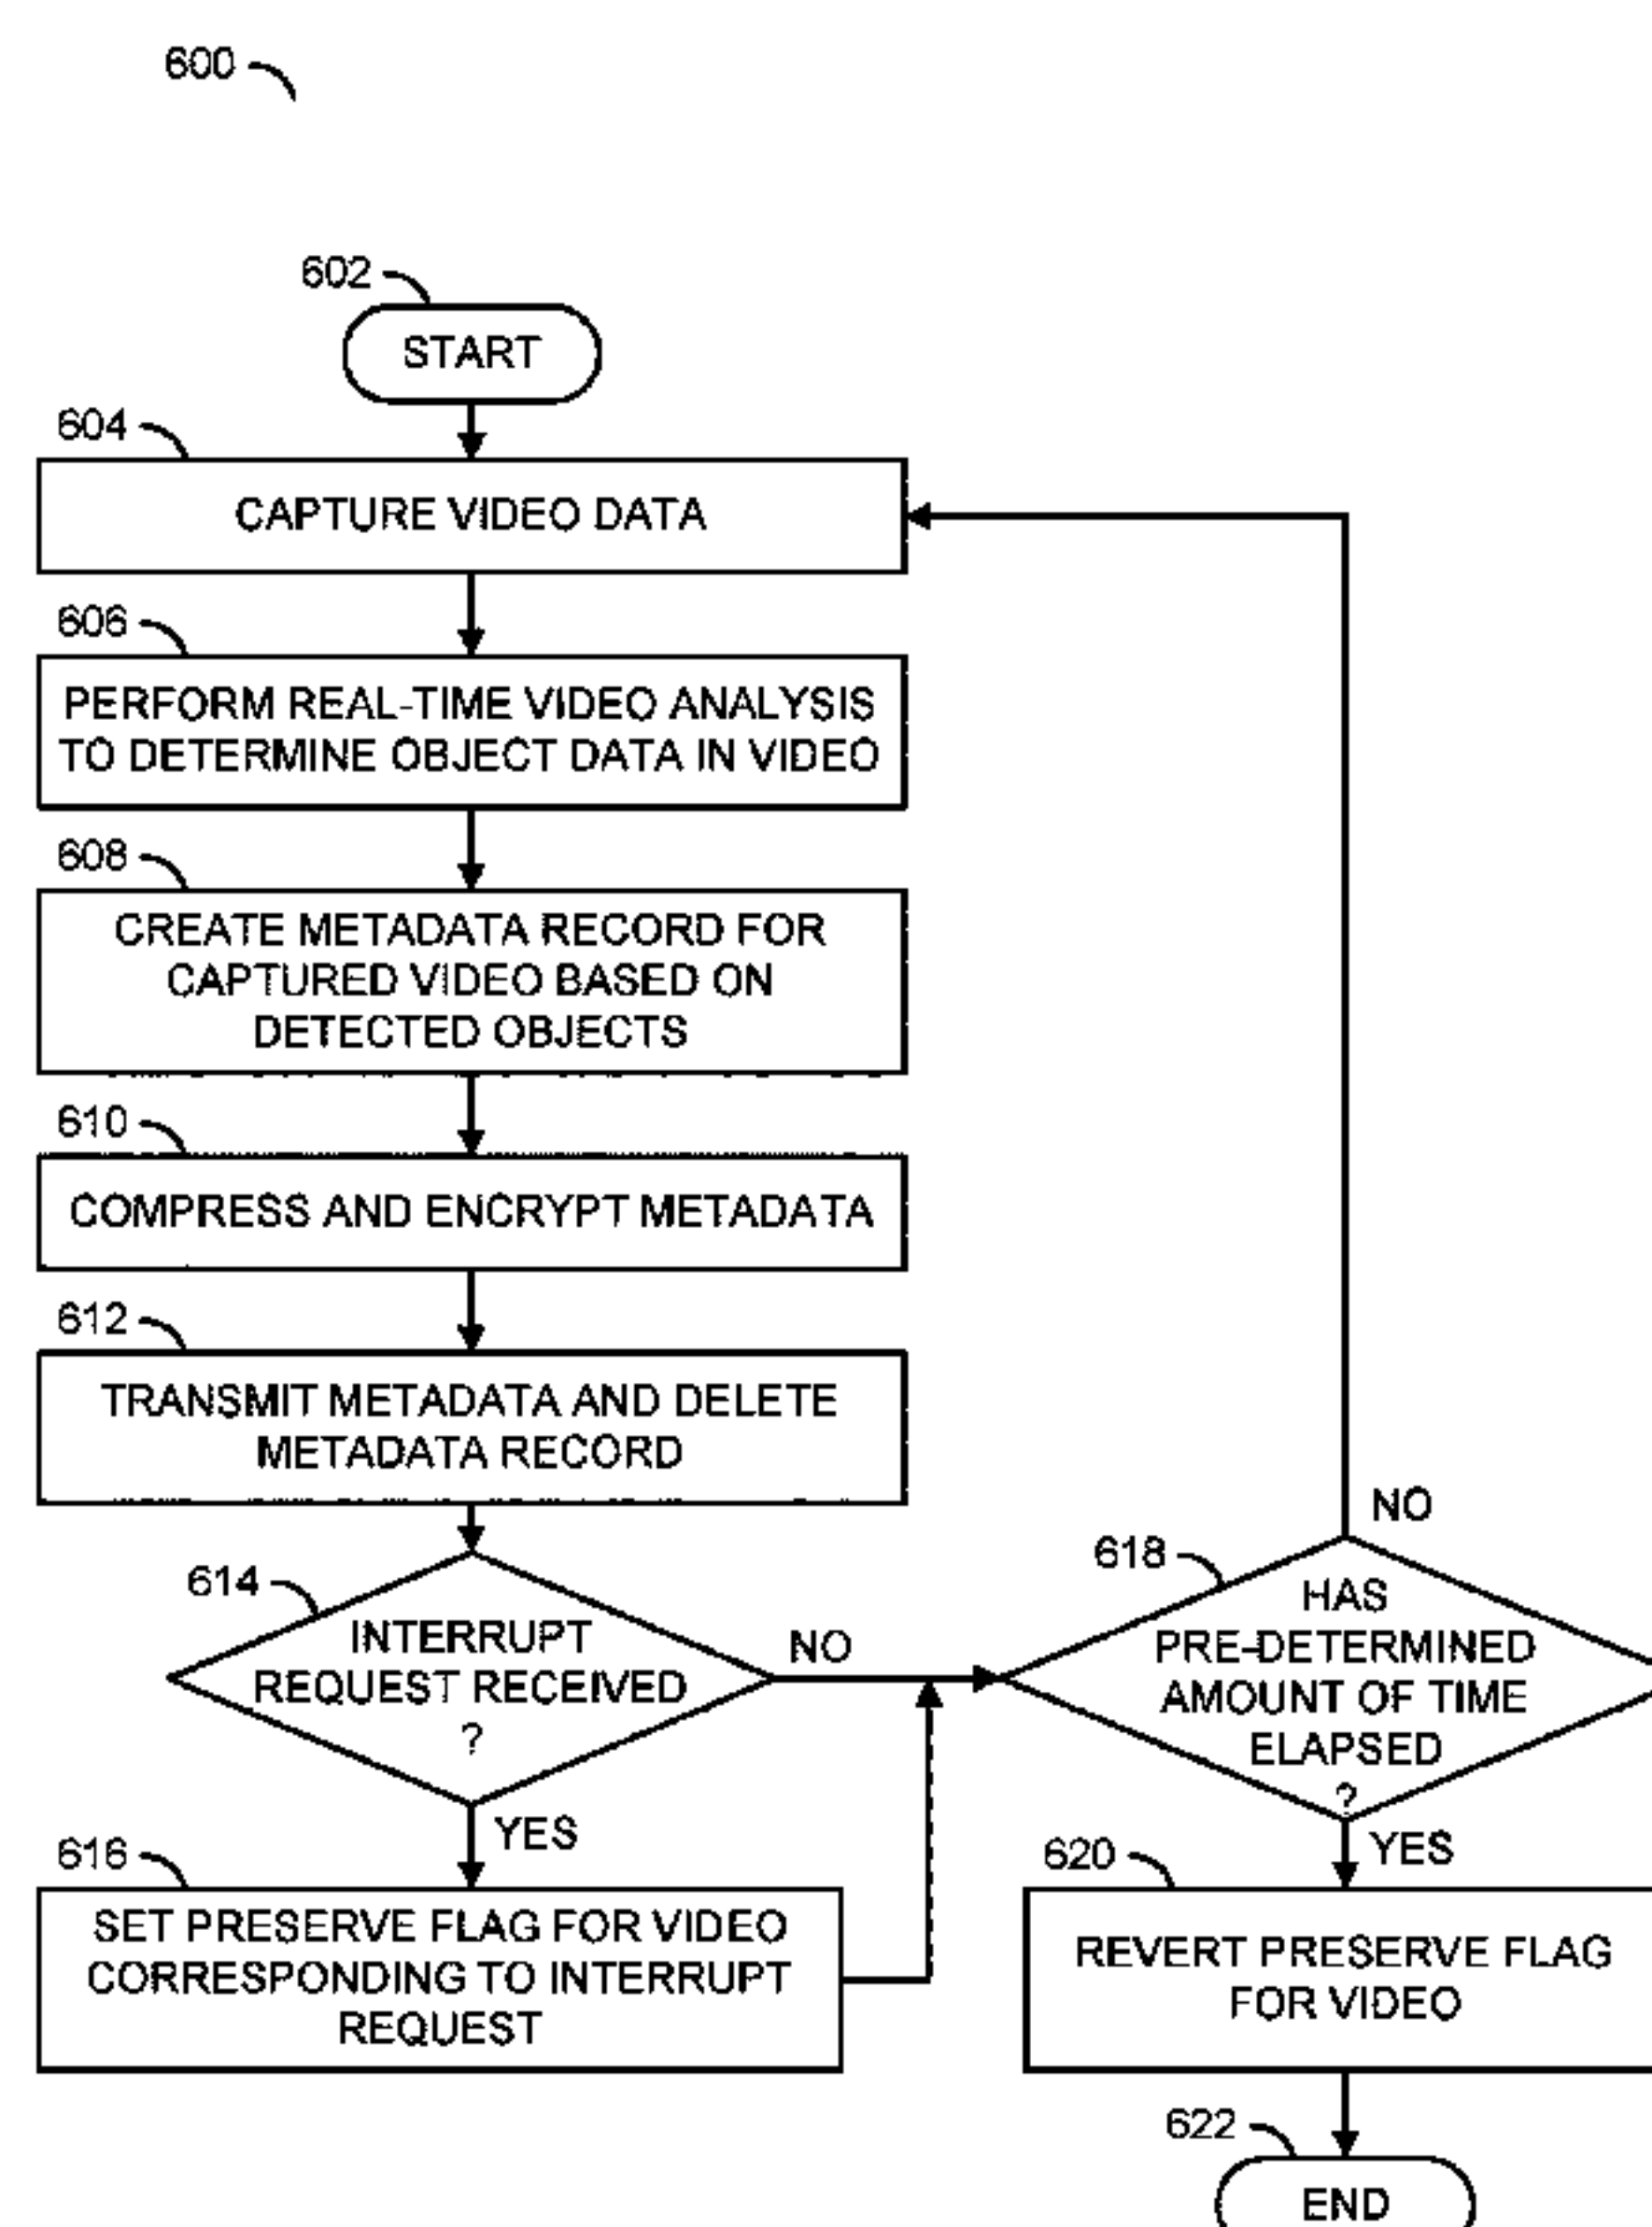 600
602
START
604
CAPTURE VIDEO DATA
606
PERFORM REAL-TIME VIDEO ANALYSIS
TO DETERMINE OBJECT DATA IN VIDEO
608
CREATE METADATA RECORD FOR
CAPTURED VIDEO BASED ON
DETECTED OBJECTS
610
COMPRESS AND ENCRYPT METADATA
612
TRANSMIT METADATA AND DELETE
METADATA RECORD
614
INTERRUPT
REQUEST RECEIVED
?
NO
YES
616
SET PRESERVE FLAG FOR VIDEO
CORRESPONDING TO INTERRUPT
REQUEST
618
NO
HAS
PRE-DETERMINED
AMOUNT OF TIME
ELAPSED
?
YES
620
REVERT PRESERVE FLAG
FOR VIDEO
622
END